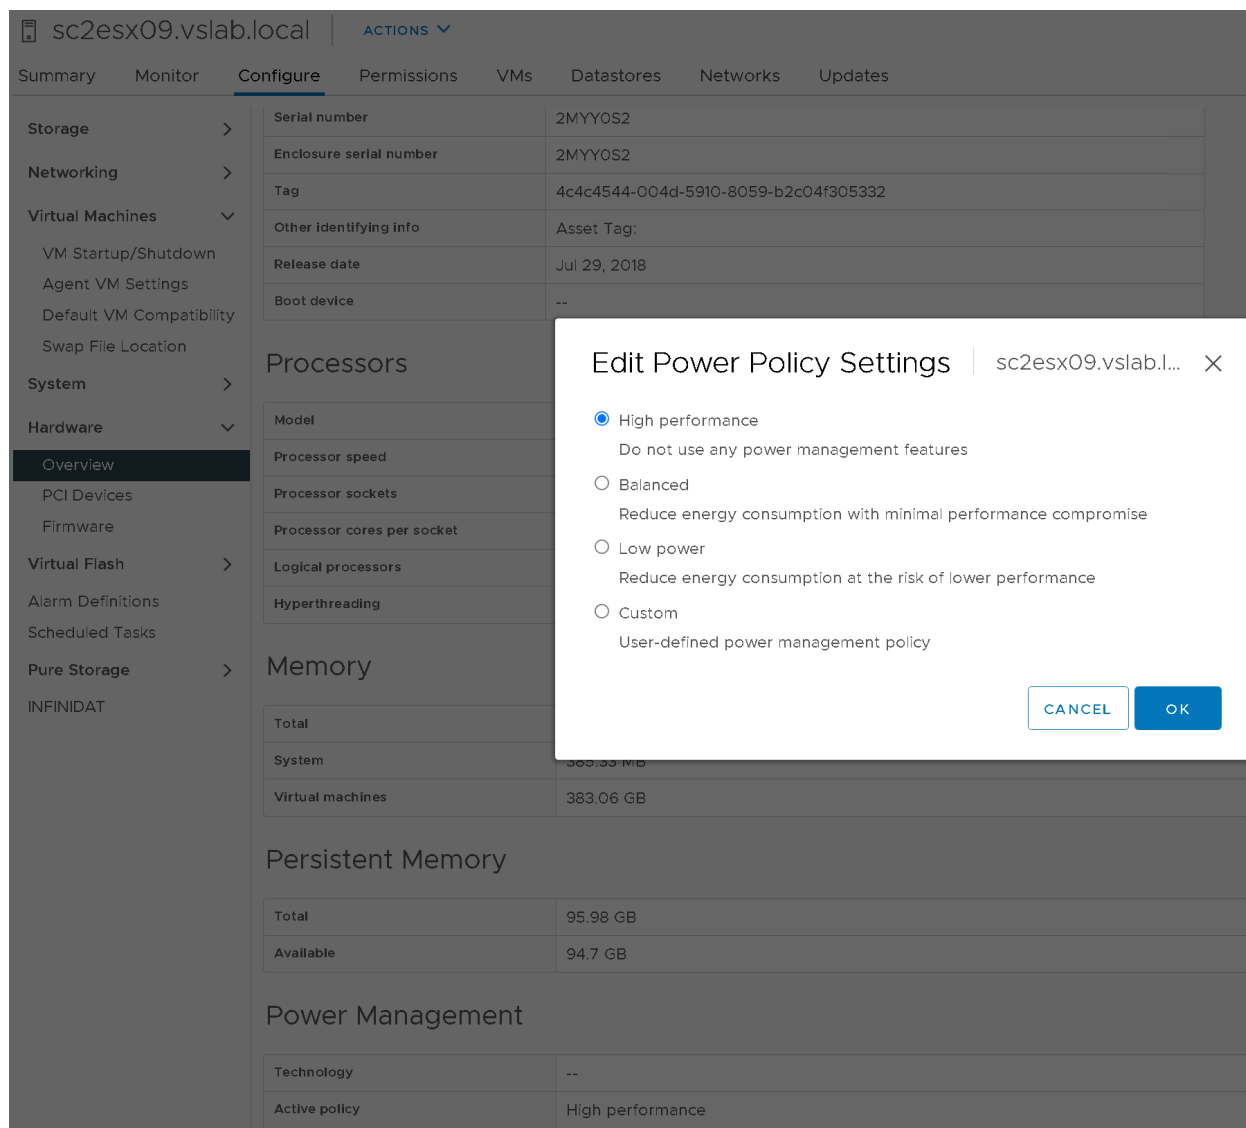 sc2esx09.vslab.local ACTIONS
Summary Monitor Configure Permissions VMs Datastores Networks Updates
Storage
Networking
Virtual Machines
VM Startup/Shutdown
Agent VM Settings
Default VM Compatibility
Swap File Location
System
Hardware
Overview
PCI Devices
Firmware
Virtual Flash
Alarm Definitions
Scheduled Tasks
Pure Storage
INFINIDAT
Serial number 2MYY0S2
Enclosure serial number 2MYY0S2
Tag 4c4c4544-004d-5910-8059-b2c04f305332
Other identifying info Asset Tag:
Release date Jul 29, 2018
Boot device --
Processors
Model
Processor speed
Processor sockets
Processor cores per socket
Logical processors
Hyperthreading
Memory
Total
System 385.33 MB
Virtual machines 383.06 GB
Persistent Memory
Total 95.98 GB
Available 94.7 GB
Power Management
Technology --
Active policy High performance
Edit Power Policy Settings sc2esx09.vslab.l...
High performance
Do not use any power management features
Balanced
Reduce energy consumption with minimal performance compromise
Low power
Reduce energy consumption at the risk of lower performance
Custom
User-defined power management policy
CANCEL OK